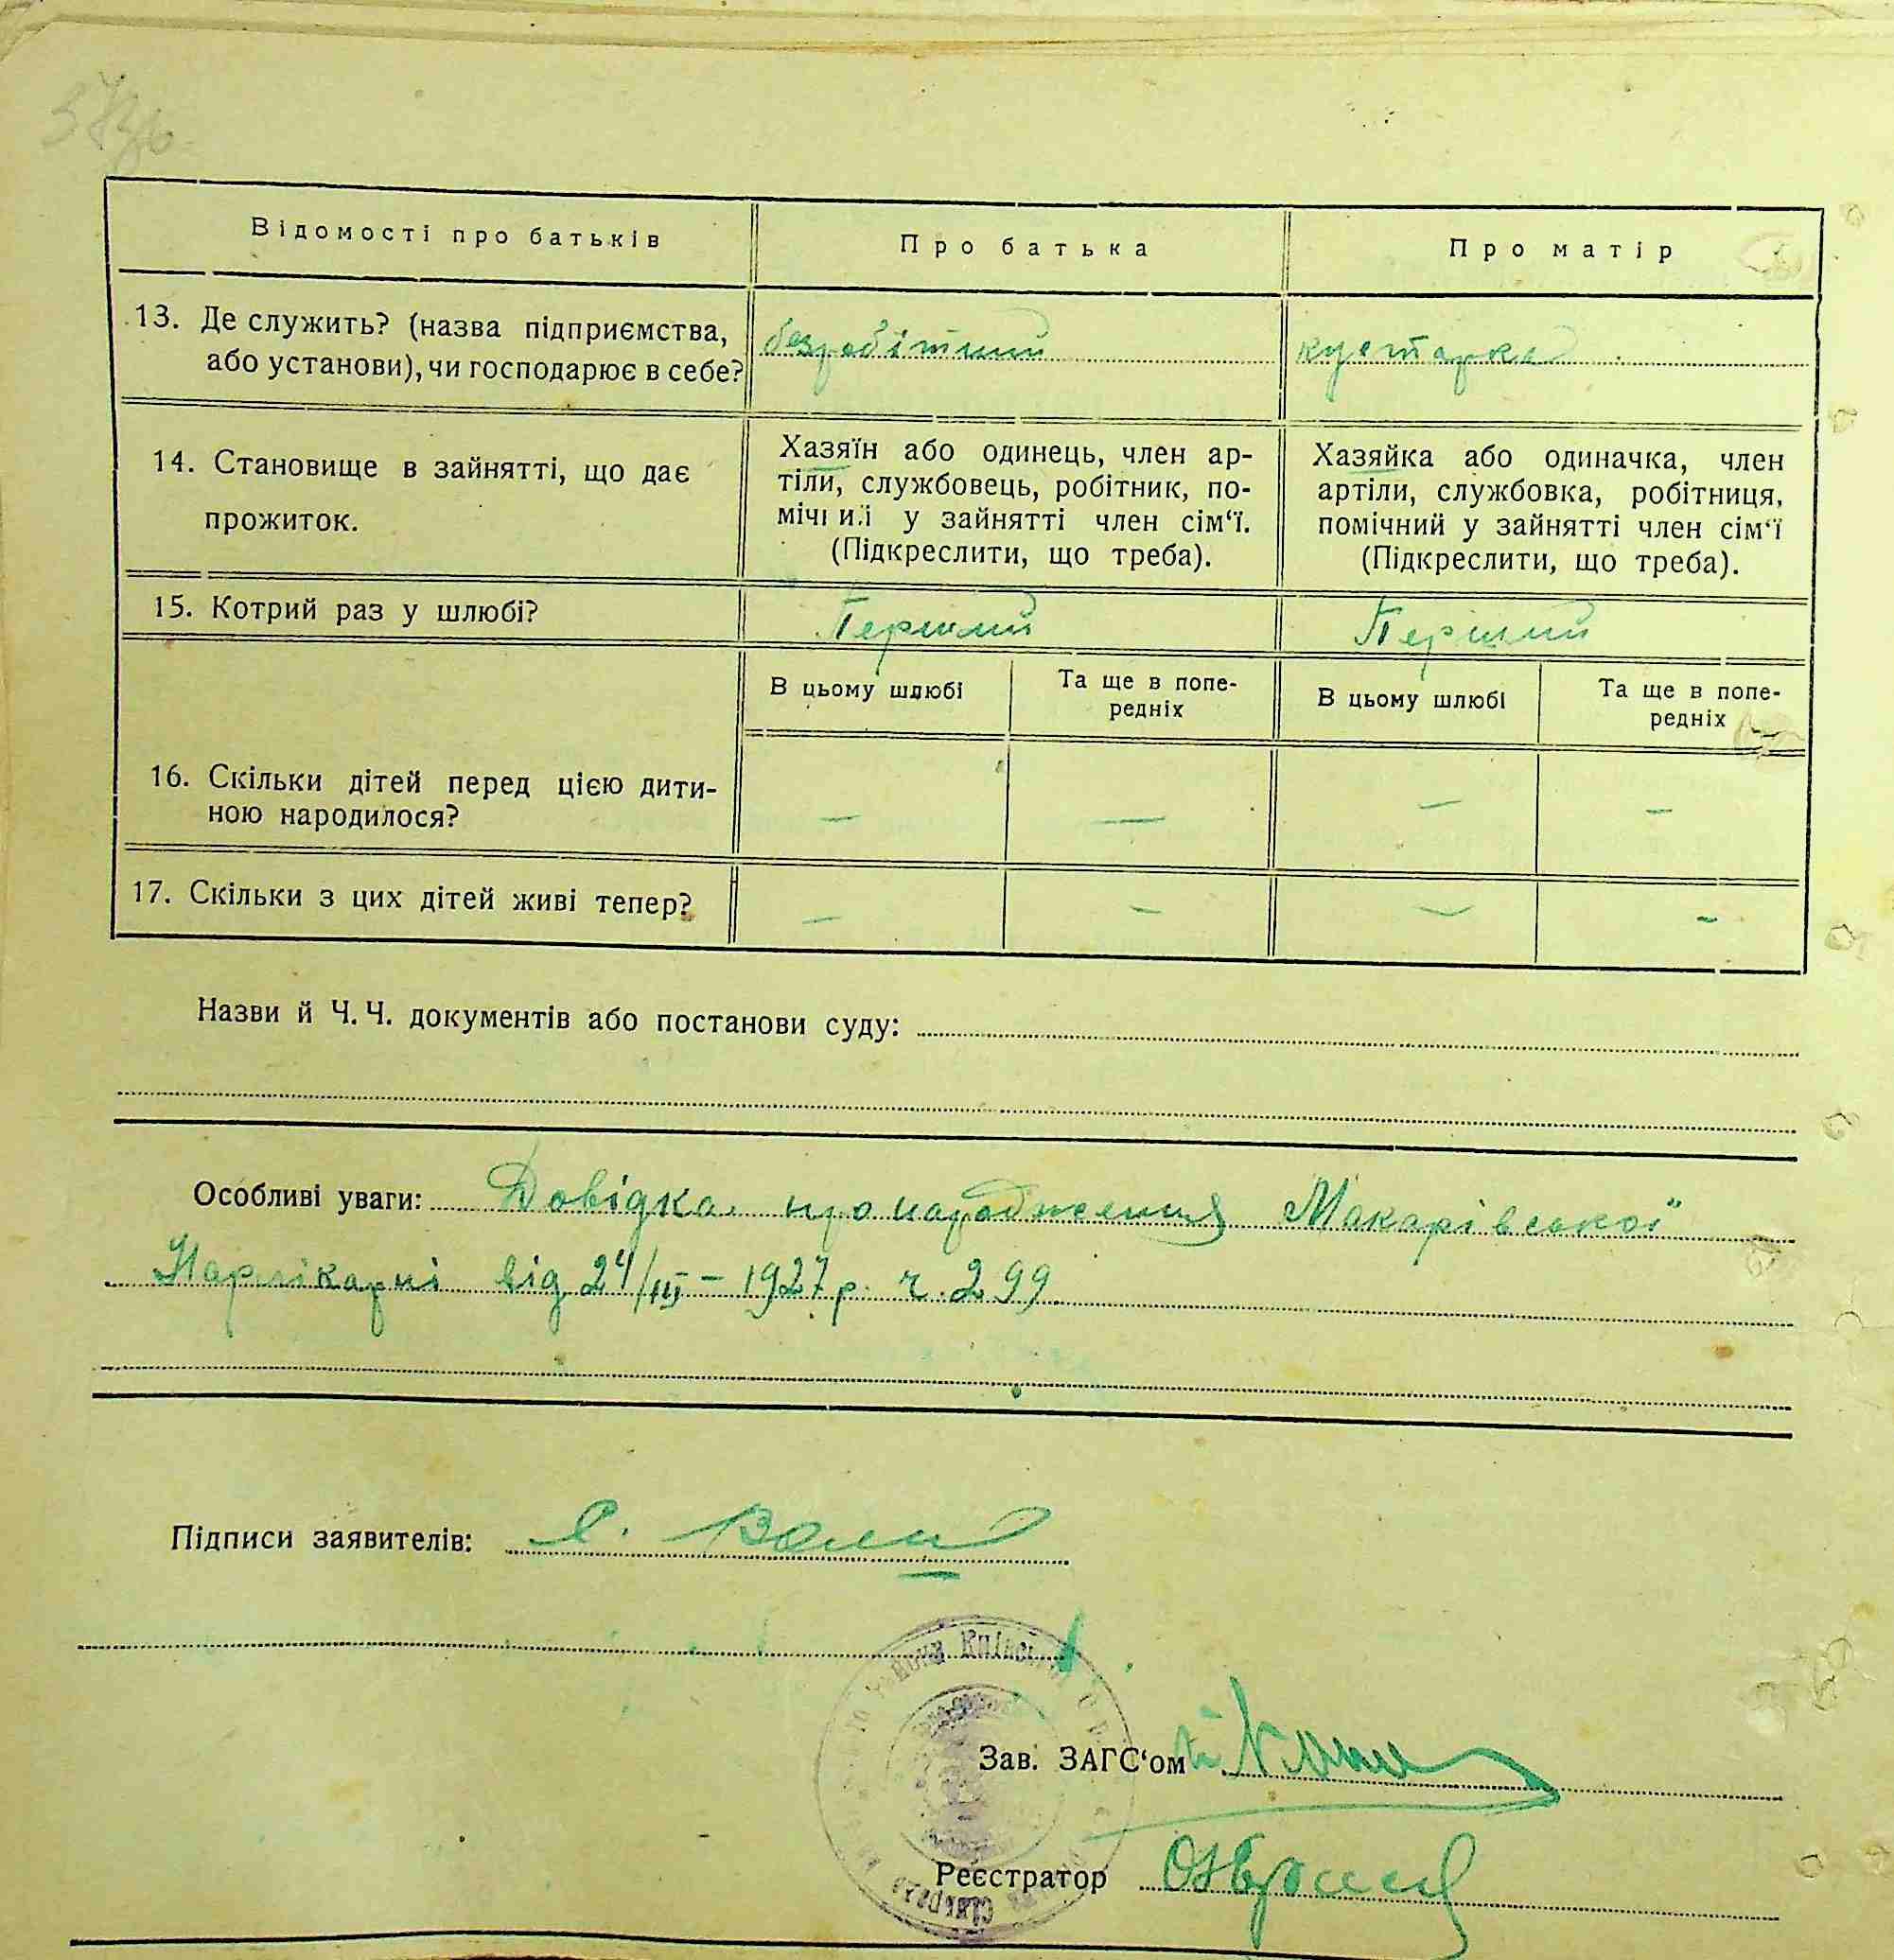 Відомості про батьків
Про батька
Про матір
13. Де служить? (назва підприємства,
або установи), чи господарює в себе?
безробітний
кустарка
14. Становище в зайнятті, що дає
прожиток.
Хазяїн або одинець, член ар-
тіли, службовець, робітник, по-
мічний у зайнятті член сім‘ї.
(Підкреслити, що треба).
Хазяйка або одиначка, член
артіли, службовка, робітниця,
помічний у зайнятті член сім‘ї
(Підкреслити, що треба).
15. Котрий раз у шлюбі?
Перший
Перший
В цьому шлюбі
Та ще в попе-
редніх
В цьому шлюбі
Та ще в попе-
редніх
16. Скільки дітей перед цією дити-
ною народилося?
— — — —
17. Скільки з цих дітей живі тепер?
— — — —
Назви й Ч. Ч. документів або постанови суду:
Особливі уваги: Довідка про народження Макарівської
Нарлікарні від 24/III – 1927 р. ч. 299
Підписи заявителів:
Зав. ЗАГС‘ом
Реєстратор